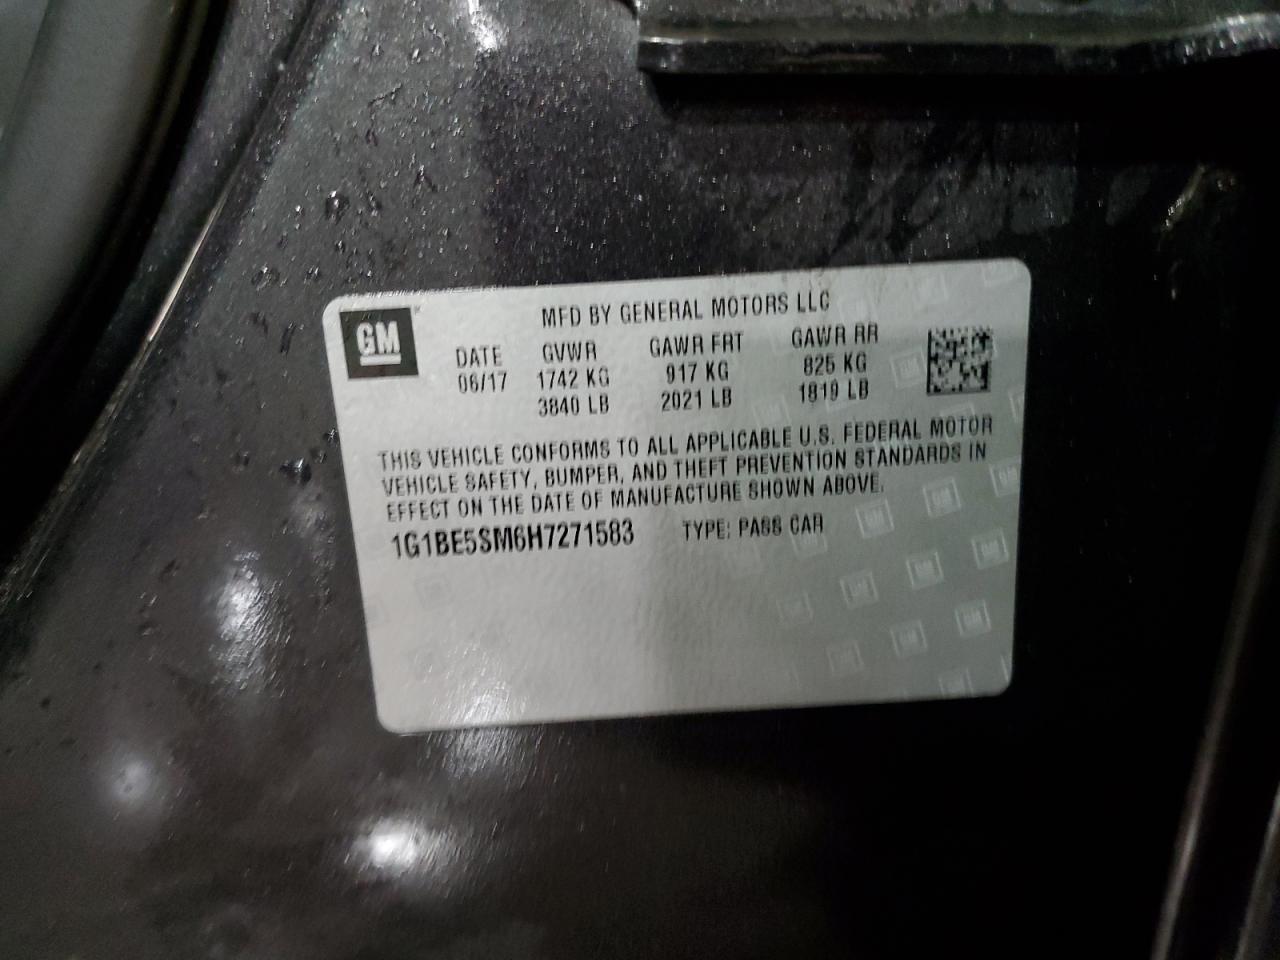 GM
MFD BY GENERAL MOTORS LLC
DATE GVWR GAWR FRT GAWR RR
06/17 1742 KG 917 KG 825 KG
3840 LB 2021 LB 1819 LB
THIS VEHICLE CONFORMS TO ALL APPLICABLE U.S. FEDERAL MOTOR
VEHICLE SAFETY, BUMPER, AND THEFT PREVENTION STANDARDS IN
EFFECT ON THE DATE OF MANUFACTURE SHOWN ABOVE.
1G1BE5SM6H7271583 TYPE: PASS CAR